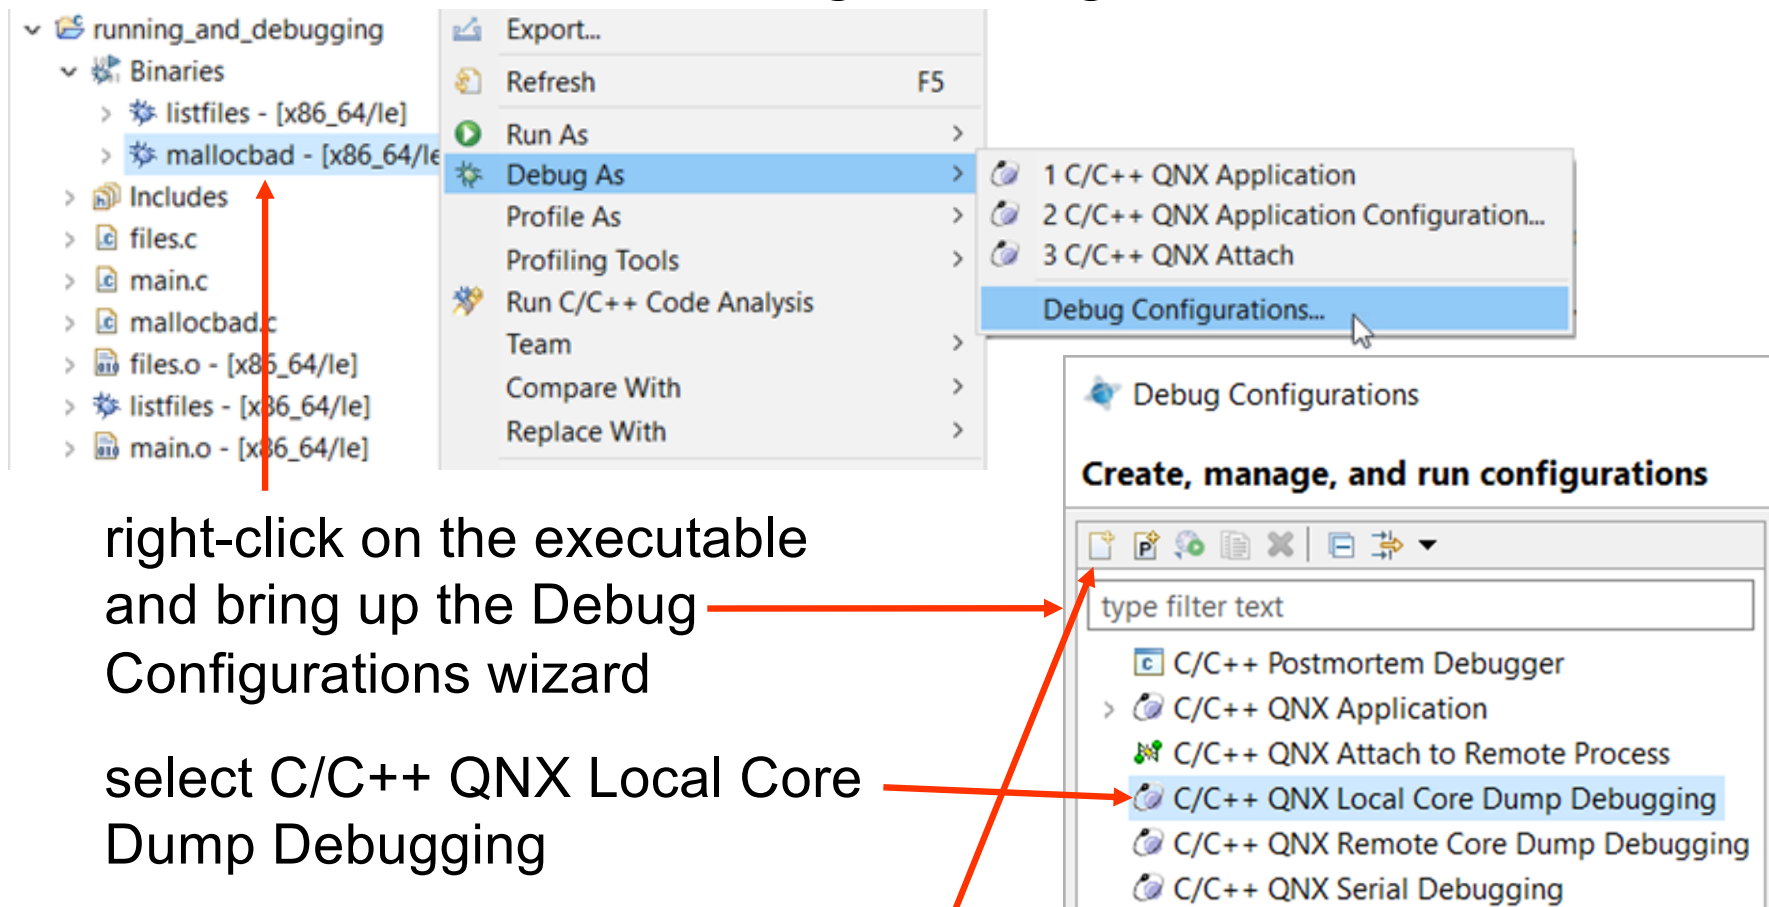 running_and_debugging
Binaries
listfiles - [x86_64/le]
mallocbad - [x86_64/le
Includes
files.c
main.c
mallocbad.c
files.o - [x86_64/le]
listfiles - [x86_64/le]
main.o - [x86_64/le]
Export...
Refresh F5
Run As
Debug As
Profile As
Profiling Tools
Run C/C++ Code Analysis
Team
Compare With
Replace With
1 C/C++ QNX Application
2 C/C++ QNX Application Configuration...
3 C/C++ QNX Attach
Debug Configurations...
right-click on the executable
and bring up the Debug
Configurations wizard
select C/C++ QNX Local Core
Dump Debugging
Debug Configurations
Create, manage, and run configurations
type filter text
C/C++ Postmortem Debugger
C/C++ QNX Application
C/C++ QNX Attach to Remote Process
C/C++ QNX Local Core Dump Debugging
C/C++ QNX Remote Core Dump Debugging
C/C++ QNX Serial Debugging